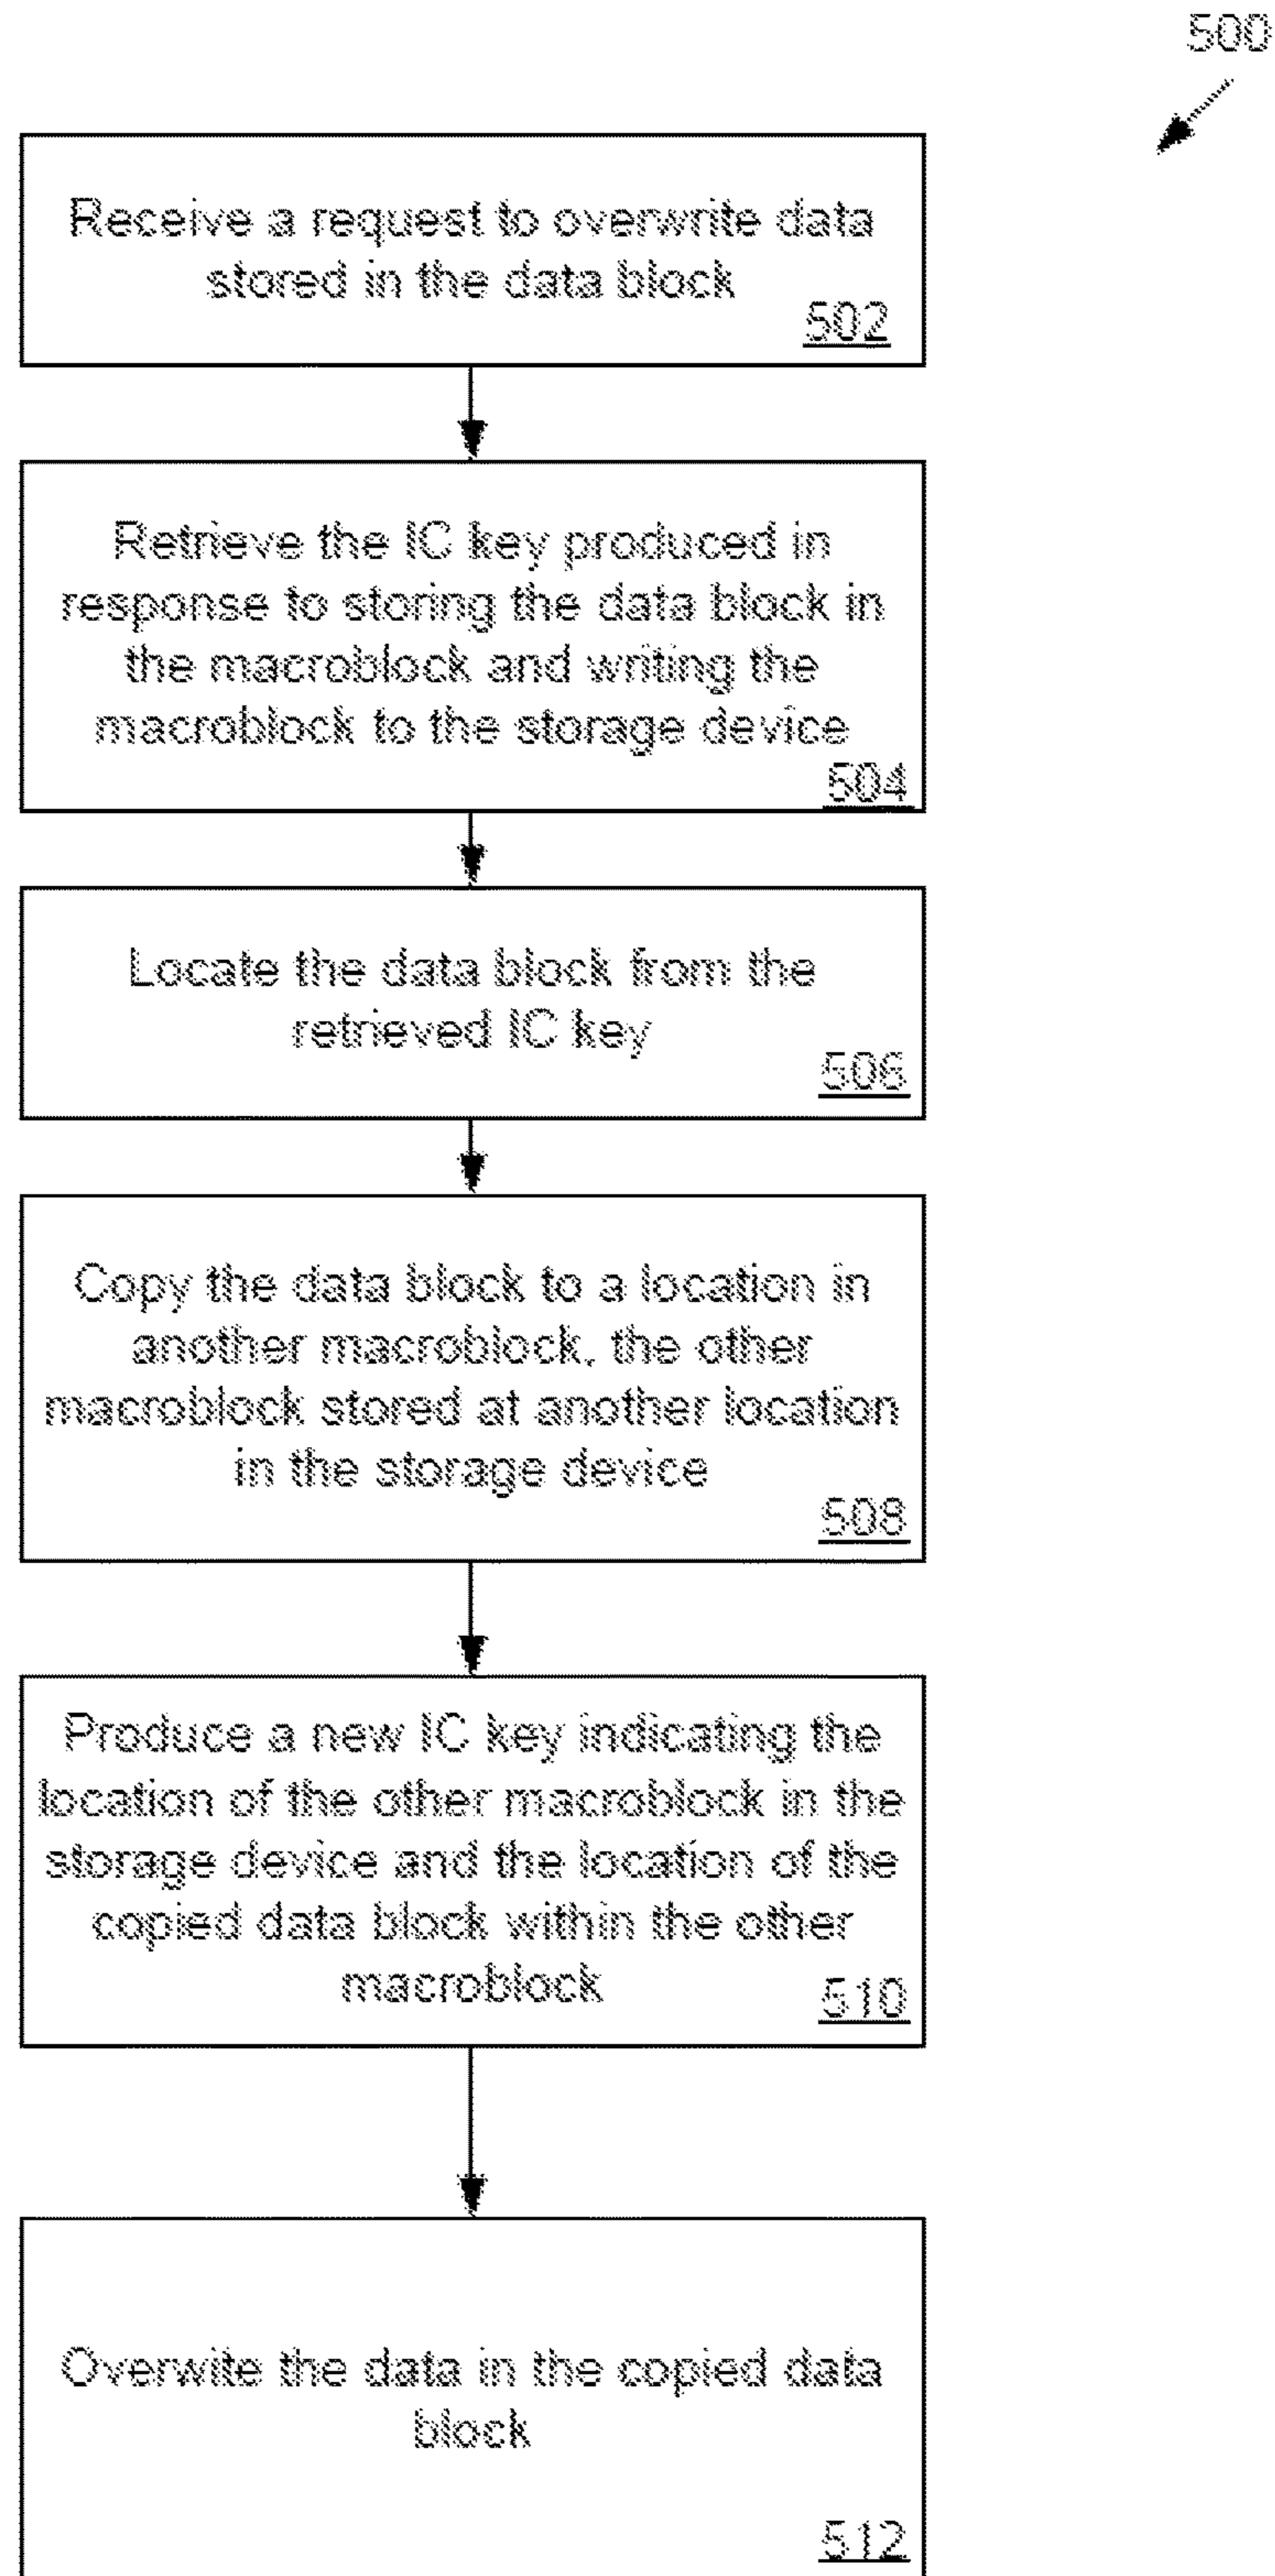 500
Receive a request to overwrite data
stored in the data block
502
Retrieve the IC key produced in
response to storing the data block in
the macroblock and writing the
macroblock to the storage device
504
Locate the data block from the
retrieved IC key
506
Copy the data block to a location in
another macroblock, the other
macroblock stored at another location
in the storage device
508
Produce a new IC key indicating the
location of the other macroblock in the
storage device and the location of the
copied data block within the other
macroblock
510
Overwite the data in the copied data
block
512